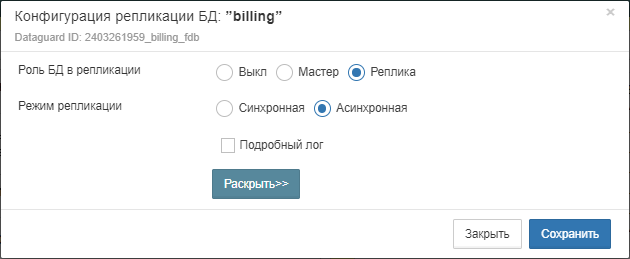 Конфигурация репликации БД: ”billing”
×
Dataguard ID: 2403261959_billing_fdb
Роль БД в репликации Выкл Мастер Реплика
Режим репликации Синхронная Асинхронная
Подробный лог
Раскрыть>>
Закрыть Сохранить